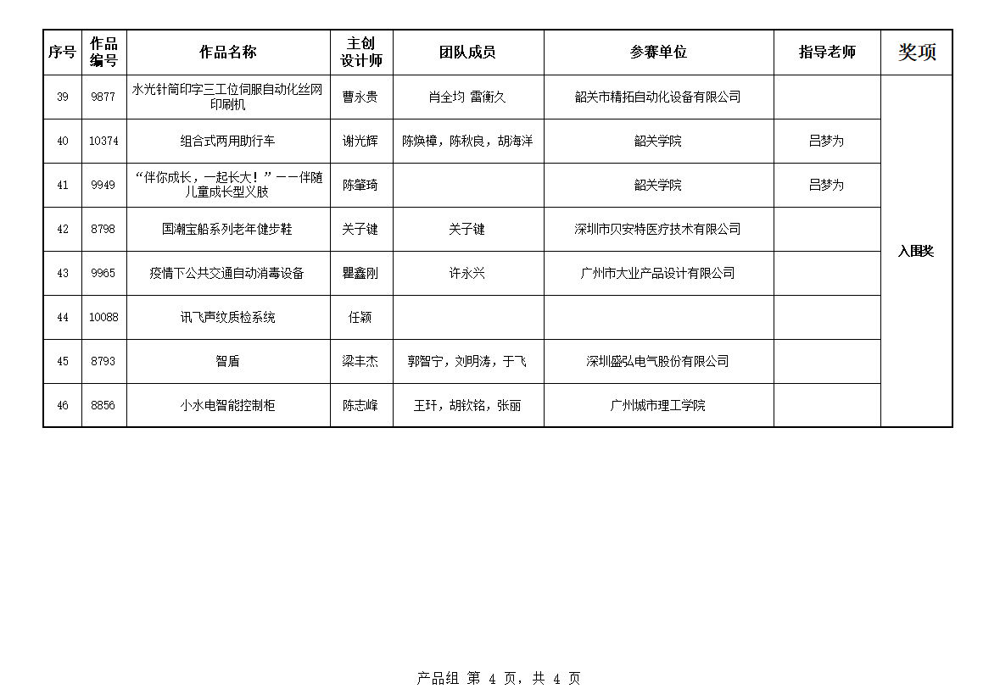 序号 作品编号 作品名称 主创设计师 团队成员 参赛单位 指导老师 奖项
39 9877 水光针筒印字三工位伺服自动化丝网印刷机 曹永贵 肖全均 雷衡久 韶关市精拓自动化设备有限公司
40 10374 组合式两用助行车 谢光辉 陈焕樟，陈秋良，胡海洋 韶关学院 吕梦为
41 9949 “伴你成长，一起长大！”——伴随儿童成长型义肢 陈肇琦 韶关学院 吕梦为
42 8798 国潮宝船系列老年健步鞋 关子键 关子键 深圳市贝安特医疗技术有限公司
入围奖
43 9965 疫情下公共交通自动消毒设备 瞿鑫刚 许永兴 广州市大业产品设计有限公司
44 10088 讯飞声纹质检系统 任颖
45 8793 智盾 梁丰杰 郭智宁，刘明涛，于飞 深圳盛弘电气股份有限公司
46 8856 小水电智能控制柜 陈志峰 王玕，胡钦铭，张丽 广州城市理工学院
产品组 第 4 页，共 4 页